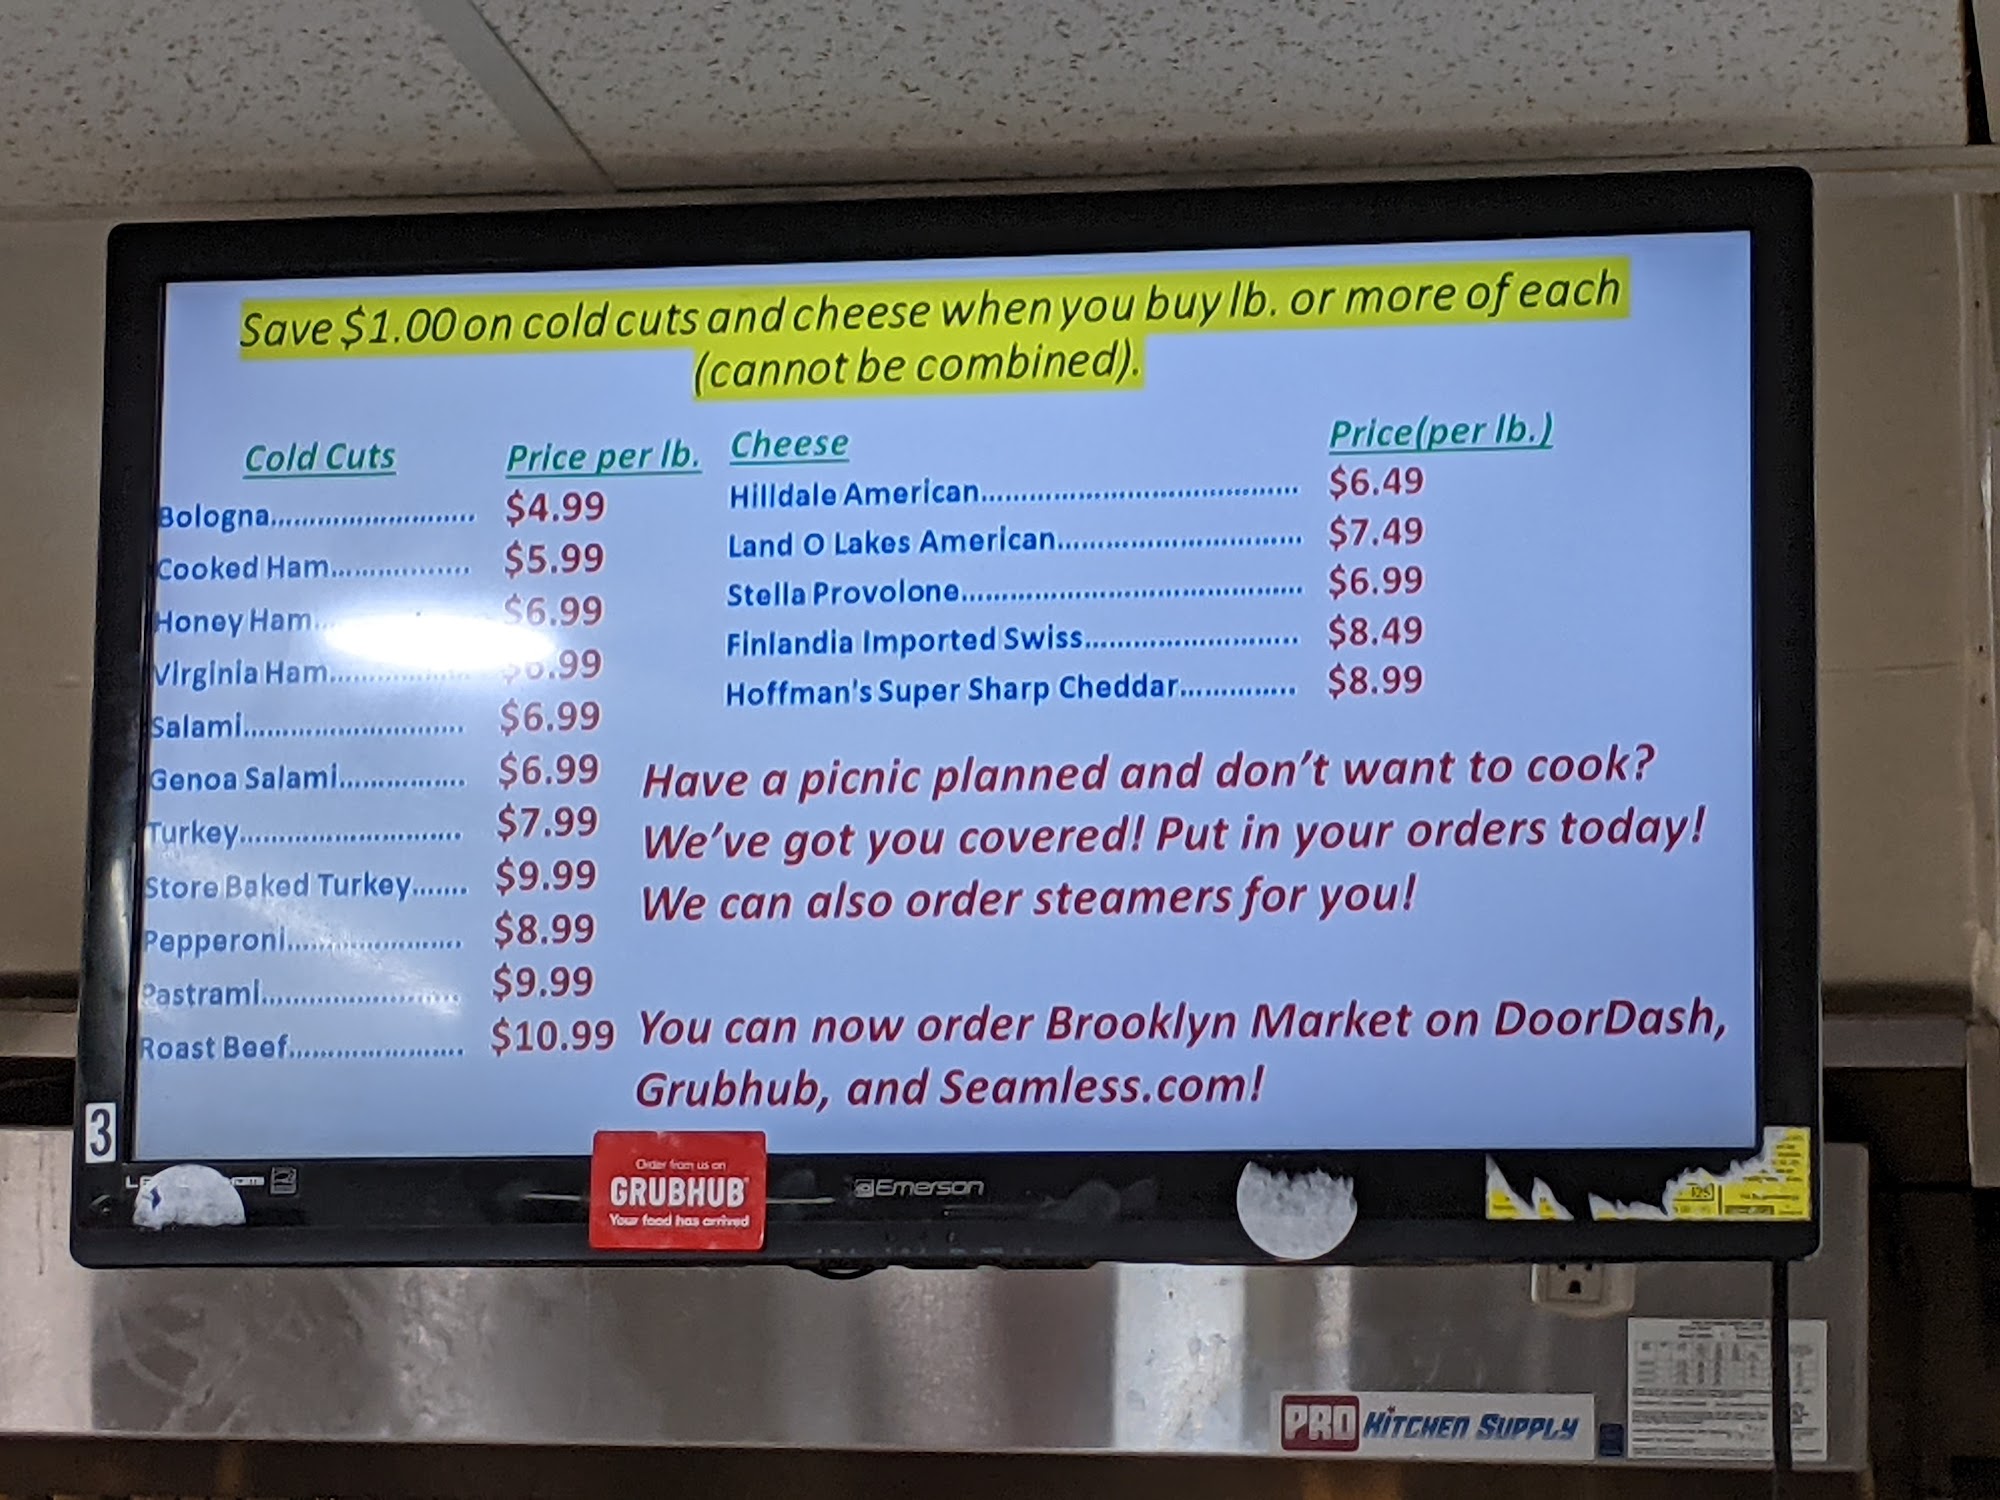 Save $1.00 on cold cuts and cheese when you buy lb. or more of each
(cannot be combined).
Cold Cuts Price per lb.
Bologna........................... $4.99
Cooked Ham.................. $5.99
Honey Ham... $6.99
Virginia Ham................... .99
Salami............................. $6.99
Genoa Salami................ $6.99
Turkey............................. $7.99
Store Baked Turkey....... $9.99
Pepperoni....................... $8.99
Pastrami.......................... $9.99
Roast Beef....................... $10.99
Cheese Price(per lb.)
Hilldale American.......................................... $6.49
Land O Lakes American................................ $7.49
Stella Provolone............................................. $6.99
Finlandia Imported Swiss............................ $8.49
Hoffman's Super Sharp Cheddar............... $8.99
Have a picnic planned and don't want to cook?
We've got you covered! Put in your orders today!
We can also order steamers for you!
You can now order Brooklyn Market on DoorDash,
Grubhub, and Seamless.com!
3
Order from us on
GRUBHUB
Your food has arrived
Emerson
PRO KITCHEN SUPPLY